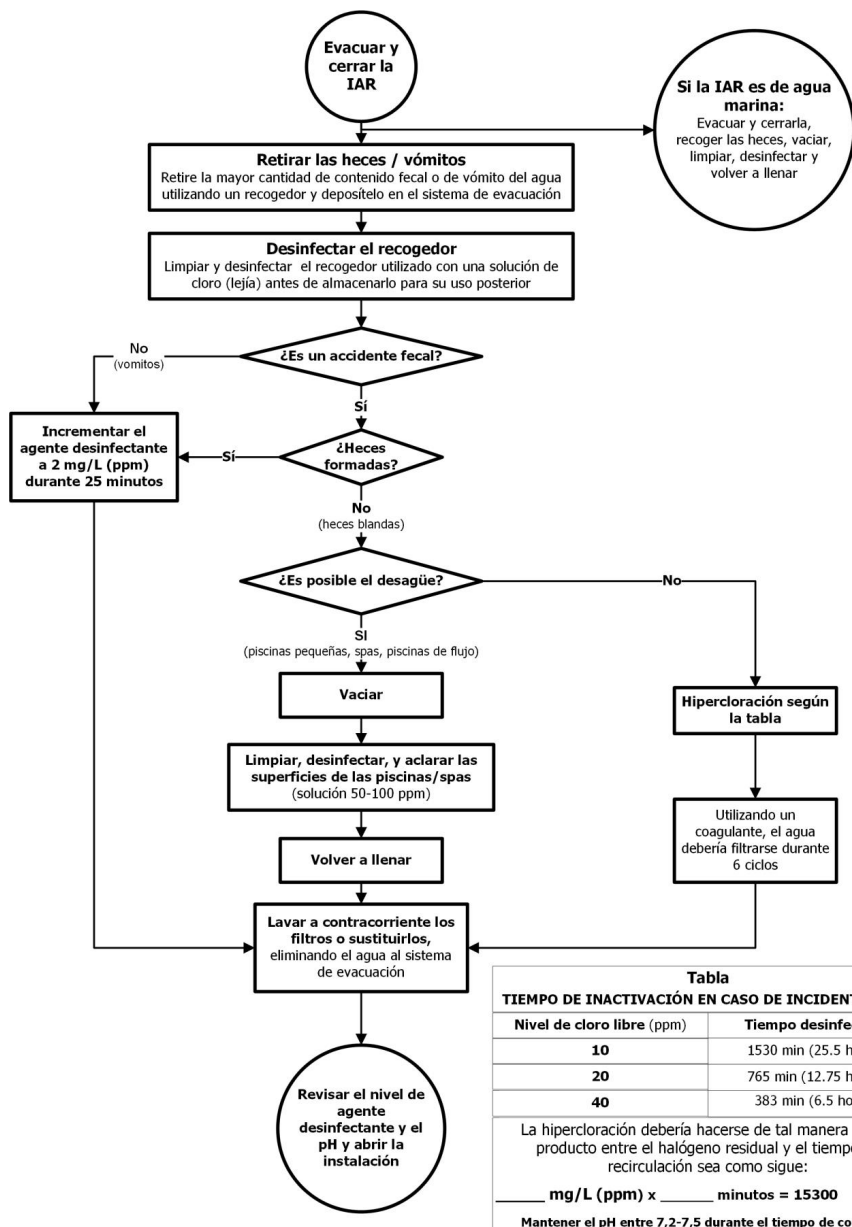 Evacuar y
cerrar la
IAR
Si la IAR es de agua
marina:
Evacuar y cerrarla,
recoger las heces, vaciar,
limpiar, desinfectar y
volver a llenar
Retirar las heces / vómitos
Retire la mayor cantidad de contenido fecal o de vómito del agua
utilizando un recogedor y deposítelo en el sistema de evacuación
Desinfectar el recogedor
Limpiar y desinfectar el recogedor utilizado con una solución de
cloro (lejía) antes de almacenarlo para su uso posterior
¿Es un accidente fecal?
No
(vomitos)
Sí
Incrementar el
agente desinfectante
a 2 mg/L (ppm)
durante 25 minutos
Sí
¿Heces
formadas?
No
(heces blandas)
¿Es posible el desagüe?
No
SI
(piscinas pequeñas, spas, piscinas de flujo)
Vaciar
Hipercloración según
la tabla
Limpiar, desinfectar, y aclarar las
superficies de las piscinas/spas
(solución 50-100 ppm)
Utilizando un
coagulante, el agua
debería filtrarse durante
6 ciclos
Volver a llenar
Lavar a contracorriente los
filtros o sustituirlos,
eliminando el agua al sistema
de evacuación
Revisar el nivel de
agente
desinfectante y el
pH y abrir la
instalación
Tabla
TIEMPO DE INACTIVACIÓN EN CASO DE
Nivel de cloro libre (ppm) Tiempo
10 1530 min (25.5
20 765 min (12.75
40 383 min (6.5
La hipercloración debería hacerse de tal manera
producto entre el halógeno residual y el
recirculación sea como sigue:
______ mg/L (ppm) x ______ minutos = 15300
Mantener el pH entre 7,2-7,5 durante el tiempo de